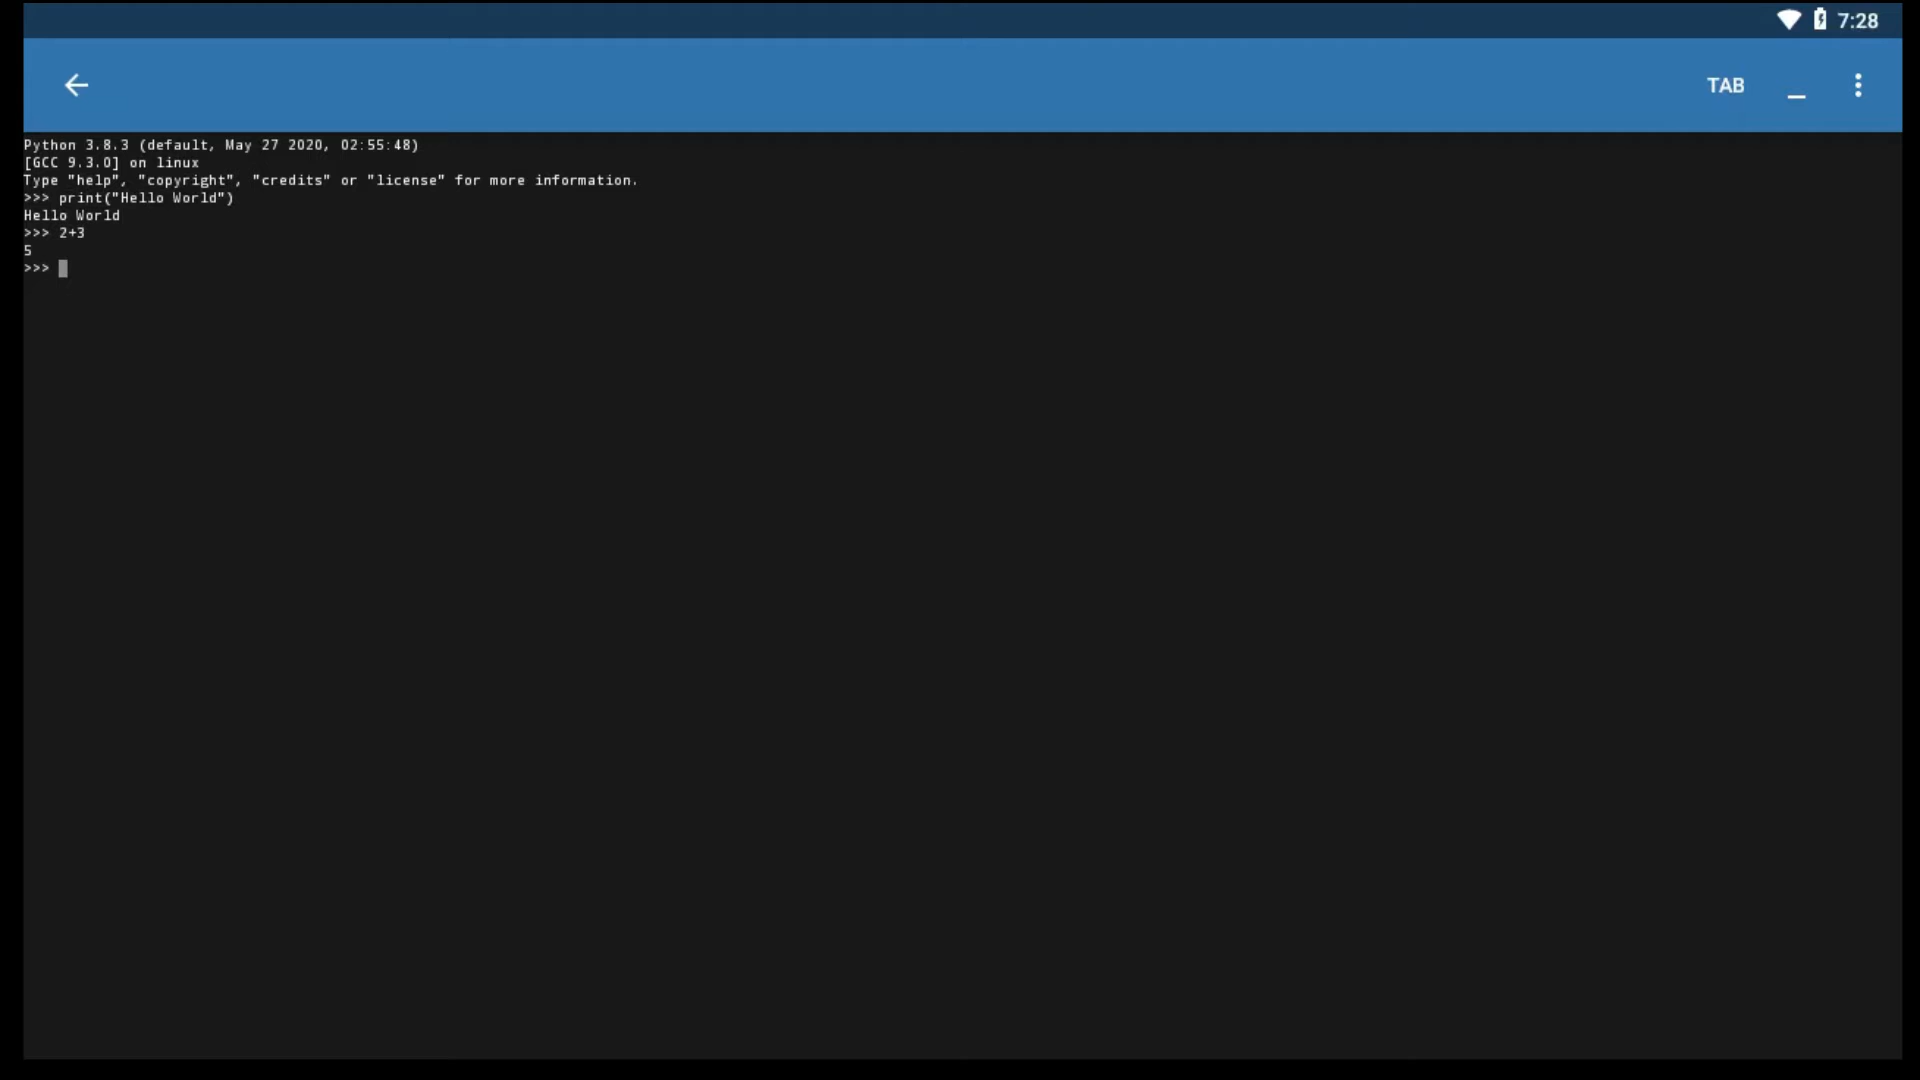 7:28
TAB
Python 3.8.3 (default, May 27 2020, 02:55:48)
[GCC 9.3.0] on linux
Type "help", "copyright", "credits" or "license" for more information.
>>> print("Hello World")
Hello World
>>> 2+3
5
>>>